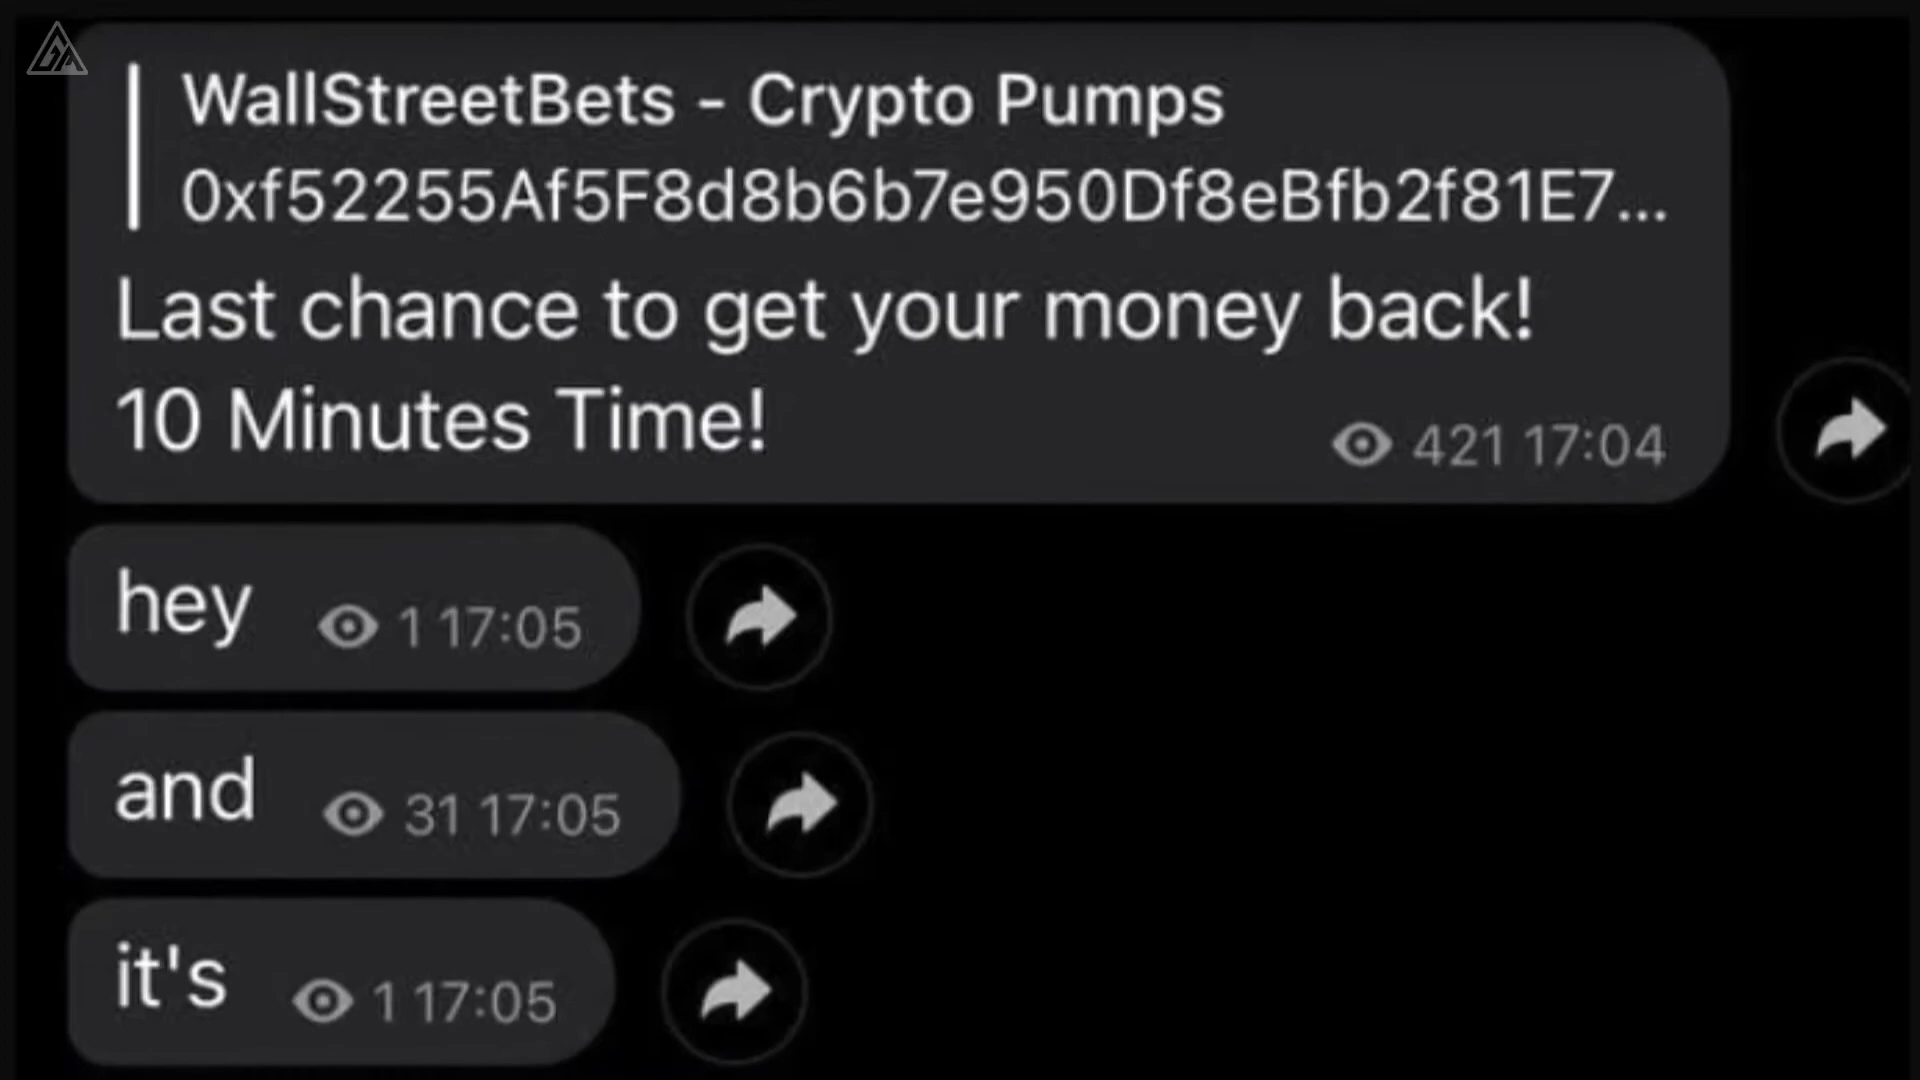 WallStreetBets - Crypto Pumps
0xf52255Af5F8d8b6b7e950Df8eBfb2f81E7...
Last chance to get your money back!
10 Minutes Time!
421 17:04
hey 1 17:05
and 31 17:05
it's 1 17:05